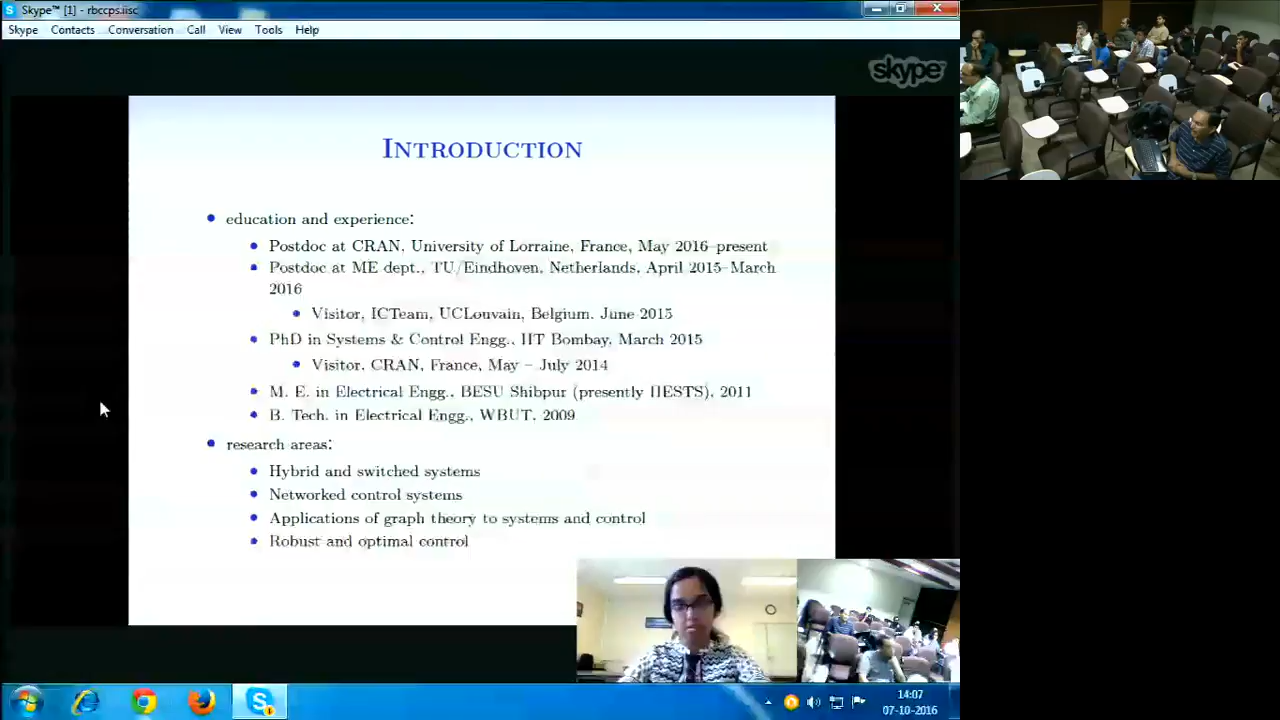 Skype™ [1] - rbccps.iisc
Skype Contacts Conversation Call View Tools Help
skype
INTRODUCTION
• education and experience:
• Postdoc at CRAN, University of Lorraine, France, May 2016–present
• Postdoc at ME dept., TU/Eindhoven, Netherlands, April 2015–March
2016
• Visitor, ICTeam, UCLouvain, Belgium. June 2015
• PhD in Systems & Control Engg., IIT Bombay, March 2015
• Visitor. CRAN, France, May – July 2014
• M. E. in Electrical Engg., BESU Shibpur (presently IIESTS), 2011
• B. Tech. in Electrical Engg., WBUT, 2009
• research areas:
• Hybrid and switched systems
• Networked control systems
• Applications of graph theory to systems and control
• Robust and optimal control
14:07
07-10-2016